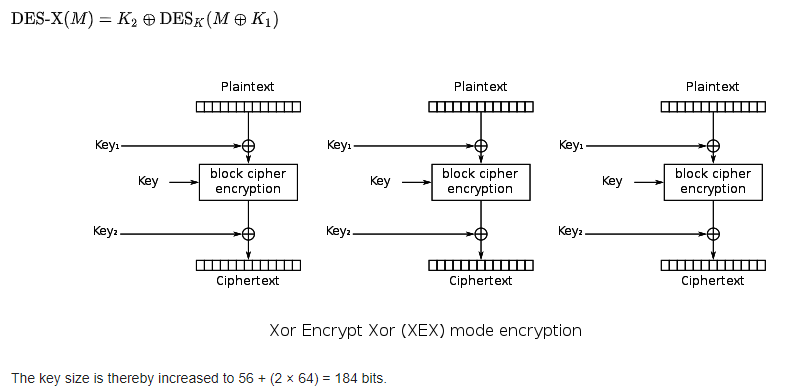 DES-X(M) = K₂ ⊕ DES_K(M ⊕ K₁)
Plaintext Plaintext Plaintext
Key₁ Key₁ Key₁
Key block cipher encryption Key block cipher encryption Key block cipher encryption
Key₂ Key₂ Key₂
Ciphertext Ciphertext Ciphertext
Xor Encrypt Xor (XEX) mode encryption
The key size is thereby increased to 56 + (2 × 64) = 184 bits.